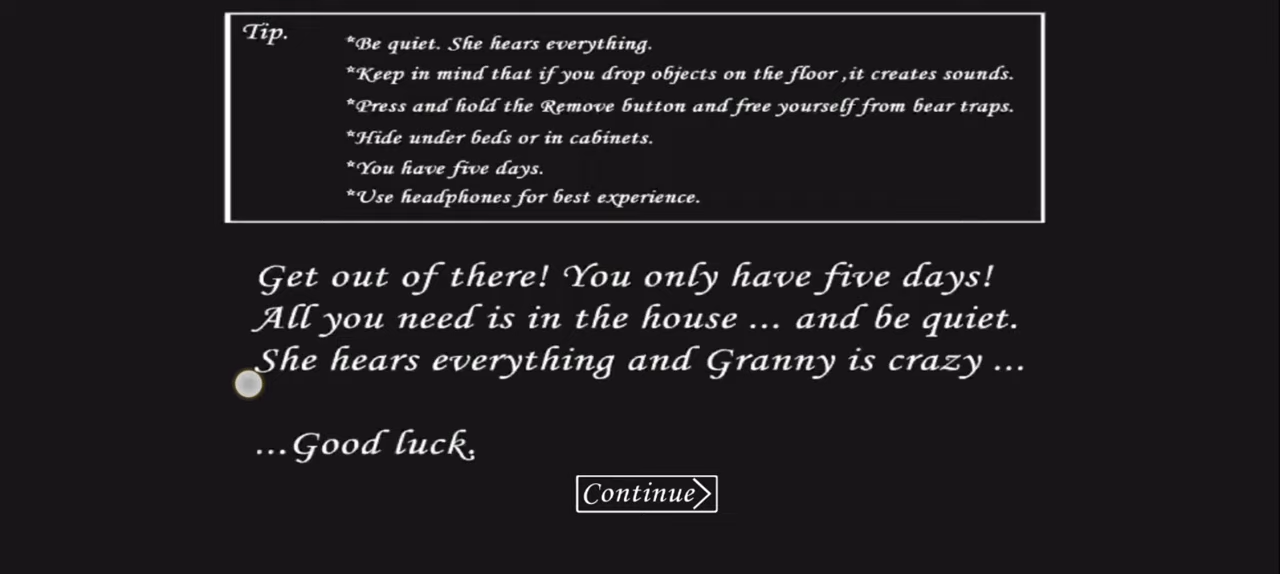 Tip.
*Be quiet. She hears everything.
*Keep in mind that if you drop objects on the floor ,it creates sounds.
*Press and hold the Remove button and free yourself from bear traps.
*Hide under beds or in cabinets.
*You have five days.
*Use headphones for best experience.
Get out of there! You only have five days!
All you need is in the house ... and be quiet.
She hears everything and Granny is crazy ...
...Good luck.
Continue